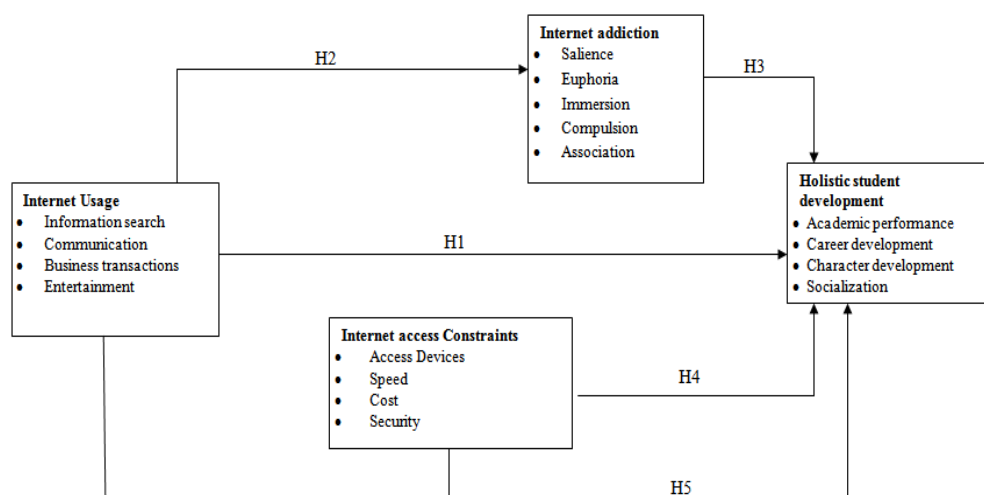 Internet addiction
• Salience
• Euphoria
• Immersion
• Compulsion
• Association
H2
H3
Internet Usage
• Information search
• Communication
• Business transactions
• Entertainment
H1
Holistic student
development
• Academic performance
• Career development
• Character development
• Socialization
Internet access Constraints
• Access Devices
• Speed
• Cost
• Security
H4
H5